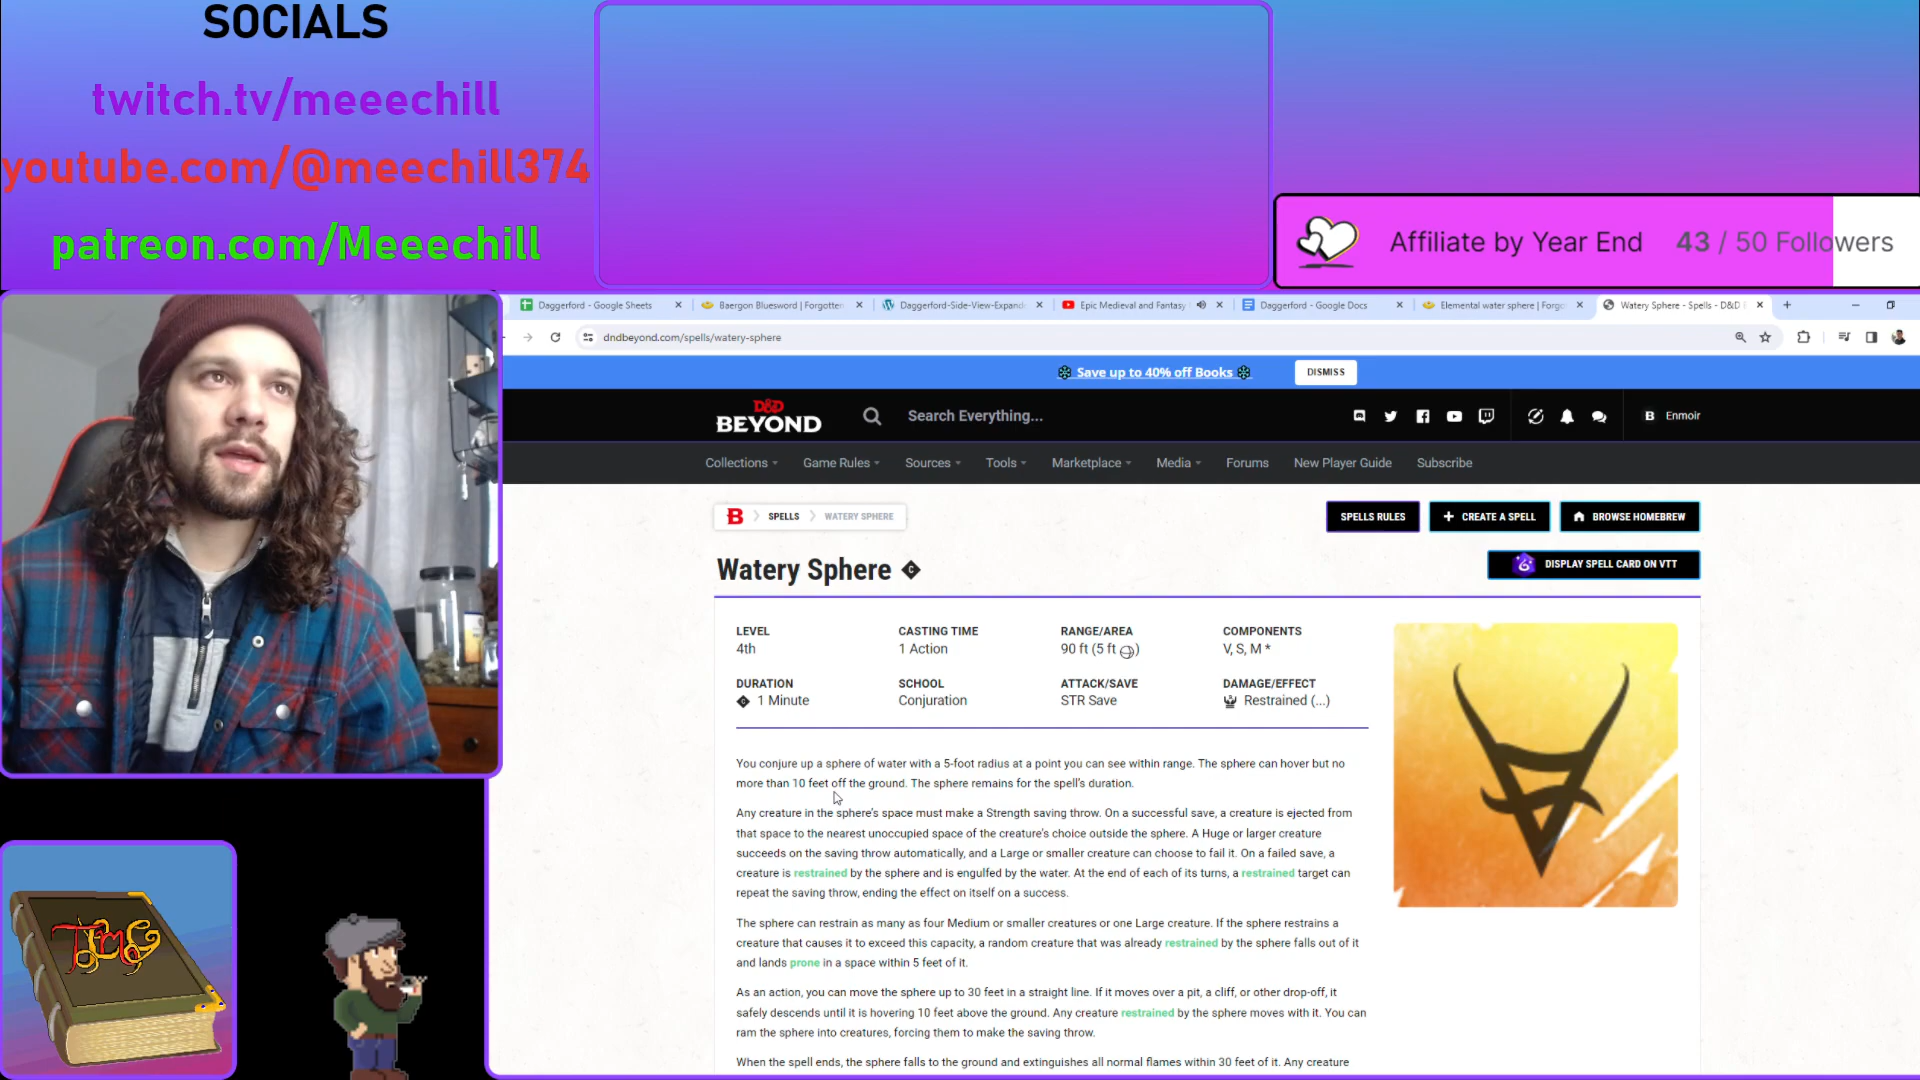 SOCIALS
twitch.tv/meeechill
youtube.com/@meechill374
patreon.com/Meeechill
Affiliate by Year End 43 / 50 Followers
Daggerford - Google Sheets
Baergon Bluesword | Forgotten
Daggerford-Side-View-Expand
Epic Medieval and Fantasy
Daggerford - Google Docs
Elemental water sphere | Forgo
Watery Sphere - Spells - D&D
dndbeyond.com/spells/watery-sphere
Save up to 40% off Books
DISMISS
D&D
BEYOND
Search Everything...
B Enmoir
Collections
Game Rules
Sources
Tools
Marketplace
Media
Forums
New Player Guide
Subscribe
B SPELLS WATERY SPHERE
SPELLS RULES
CREATE A SPELL
BROWSE HOMEBREW
Watery Sphere
C
DISPLAY SPELL CARD ON VTT
LEVEL
4th
CASTING TIME
1 Action
RANGE/AREA
90 ft (5 ft )
COMPONENTS
V, S, M *
DURATION
1 Minute
SCHOOL
Conjuration
ATTACK/SAVE
STR Save
DAMAGE/EFFECT
Restrained (...)
You conjure up a sphere of water with a 5-foot radius at a point you can see within range. The sphere can hover but no
more than 10 feet off the ground. The sphere remains for the spell's duration.
Any creature in the sphere's space must make a Strength saving throw. On a successful save, a creature is ejected from
that space to the nearest unoccupied space of the creature's choice outside the sphere. A Huge or larger creature
succeeds on the saving throw automatically, and a Large or smaller creature can choose to fail it. On a failed save, a
creature is restrained by the sphere and is engulfed by the water. At the end of each of its turns, a restrained target can
repeat the saving throw, ending the effect on itself on a success.
The sphere can restrain as many as four Medium or smaller creatures or one Large creature. If the sphere restrains a
creature that causes it to exceed this capacity, a random creature that was already restrained by the sphere falls out of it
and lands prone in a space within 5 feet of it.
As an action, you can move the sphere up to 30 feet in a straight line. If it moves over a pit, a cliff, or other drop-off, it
safely descends until it is hovering 10 feet above the ground. Any creature restrained by the sphere moves with it. You can
ram the sphere into creatures, forcing them to make the saving throw.
When the spell ends, the sphere falls to the ground and extinguishes all normal flames within 30 feet of it. Any creature